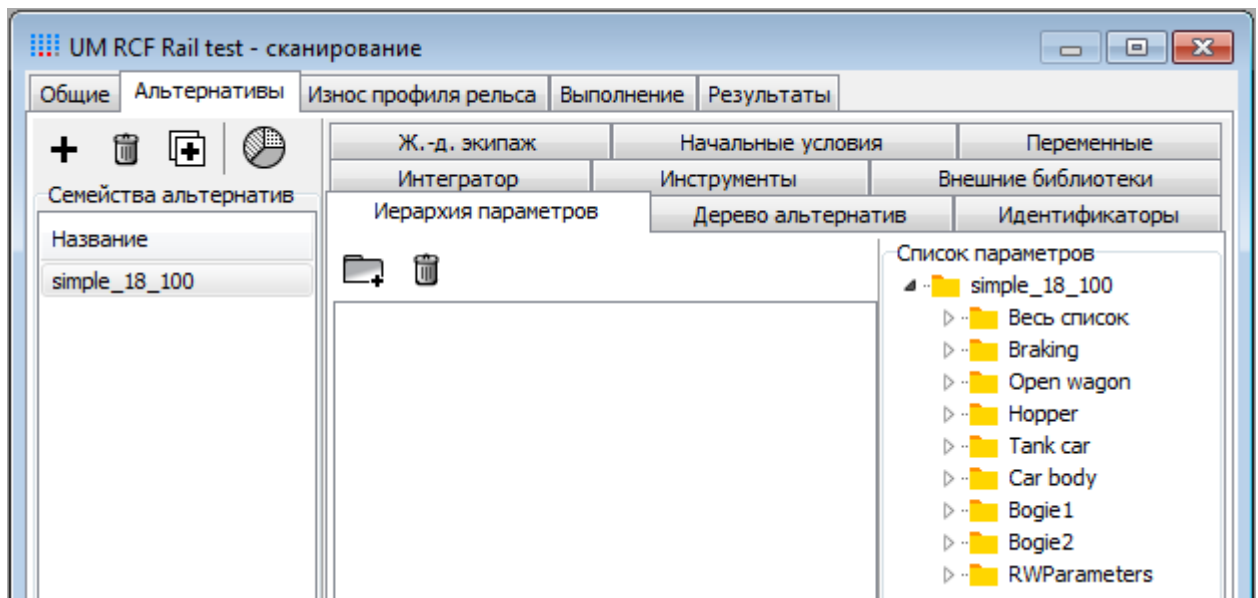 UM RCF Rail test - сканирование
Общие Альтернативы Износ профиля рельса Выполнение Результаты
Ж.-д. экипаж Начальные условия Переменные
Интегратор Инструменты Внешние библиотеки
Иерархия параметров Дерево альтернатив Идентификаторы
Семейства альтернатив
Название
simple_18_100
Список параметров
simple_18_100
Весь список
Braking
Open wagon
Hopper
Tank car
Car body
Bogie1
Bogie2
RWParameters